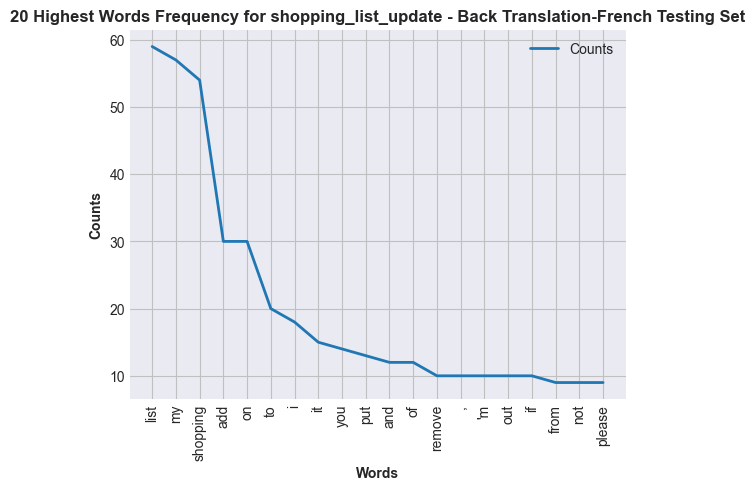 20 Highest Words Frequency for shopping_list_update - Back Translation-French Testing Set
Counts
60
50
40
30
20
10
Counts
list
my
shopping
add
on
to
i
it
you
put
and
of
remove
,
'm
out
if
from
not
please
Words